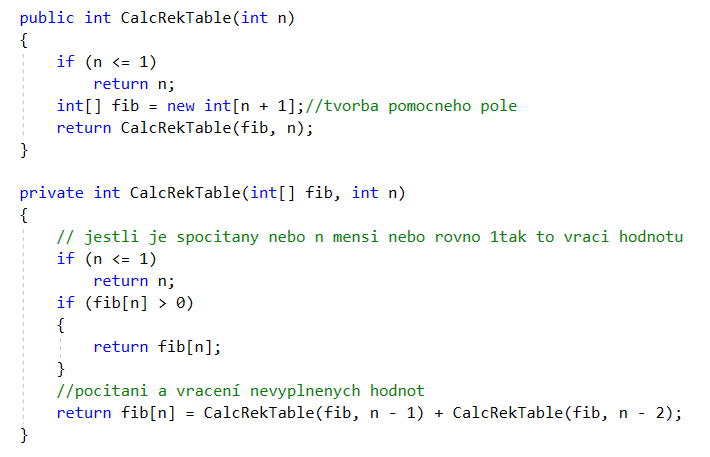 public int CalcRekTable(int n)
{
if (n <= 1)
return n;
int[] fib = new int[n + 1];//tvorba pomocneho pole
return CalcRekTable(fib, n);
}
private int CalcRekTable(int[] fib, int n)
{
// jestli je spocitany nebo n mensi nebo rovno 1tak to vraci hodnotu
if (n <= 1)
return n;
if (fib[n] > 0)
{
return fib[n];
}
//pocitani a vracení nevyplnenych hodnot
return fib[n] = CalcRekTable(fib, n - 1) + CalcRekTable(fib, n - 2);
}